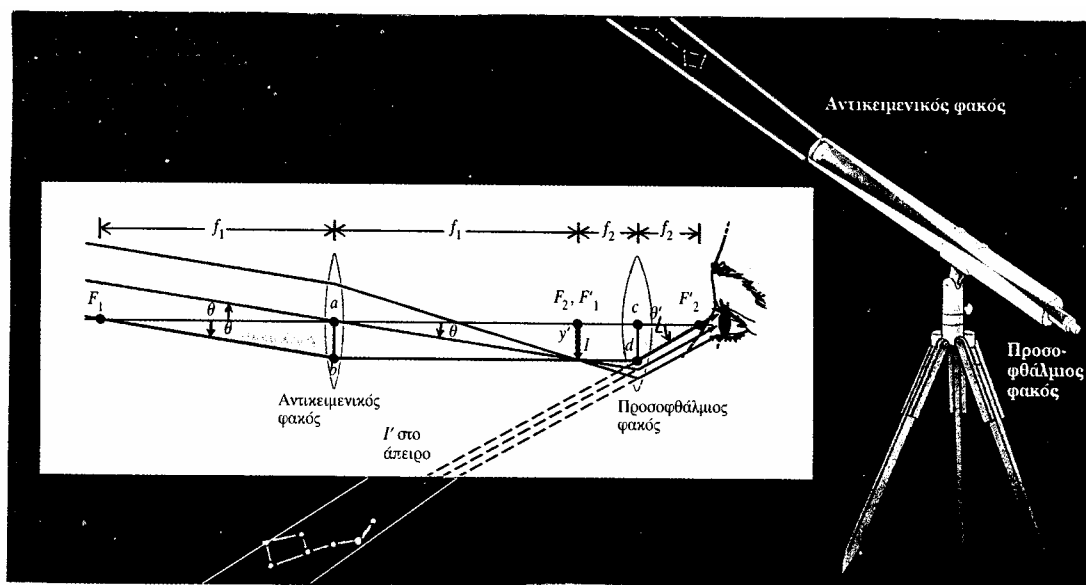 Αντικειμενικός φακός
f₁
f₁
f₂
f₂
F₁
θ
θ
a
θ
F₂, F'₁
c
θ'
F'₂
y'
I
d
b
Αντικειμενικός
φακός
Προσοφθάλμιος
φακός
I' στο
άπειρο
Προσο-
φθάλμιος
φακός